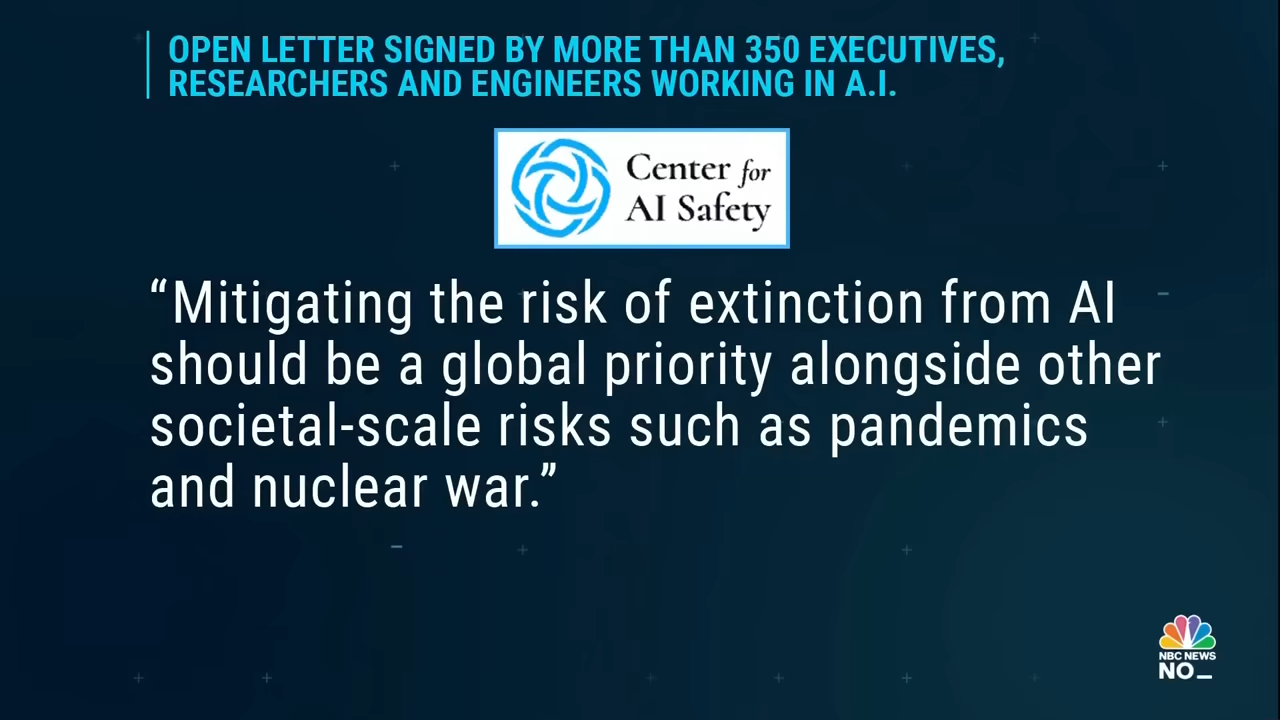 OPEN LETTER SIGNED BY MORE THAN 350 EXECUTIVES,
RESEARCHERS AND ENGINEERS WORKING IN A.I.
Center for
AI Safety
“Mitigating the risk of extinction from AI
should be a global priority alongside other
societal-scale risks such as pandemics
and nuclear war.”
NBC NEWS
NO_